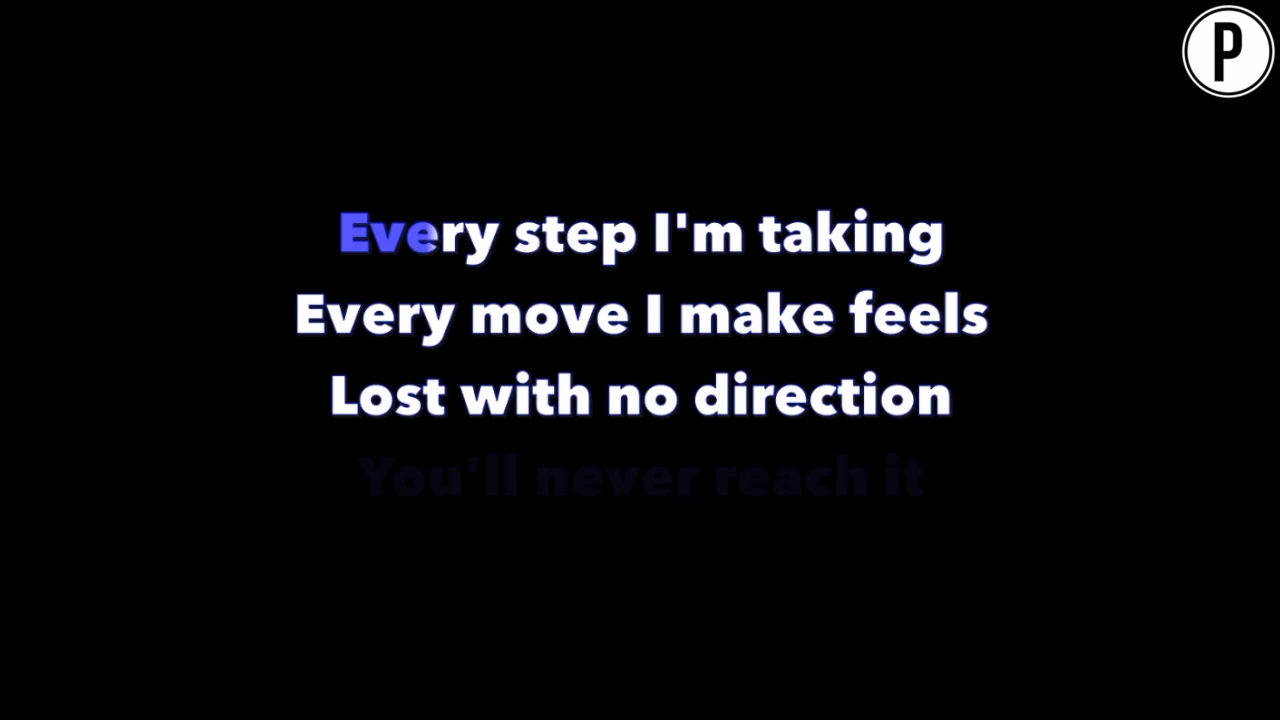 P
Every step I'm taking
Every move I make feels
Lost with no direction
You'll never reach it